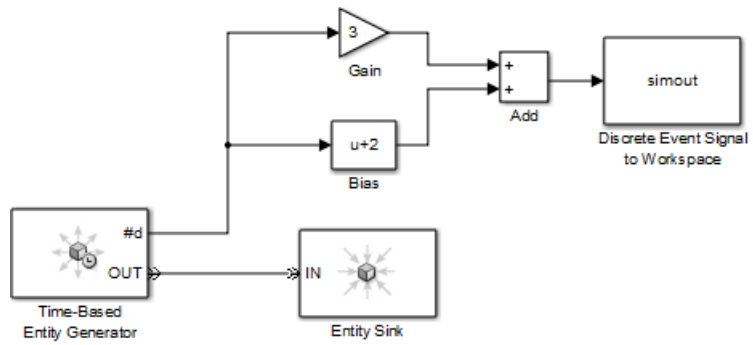 3
Gain
+
+
Add
simout
Discrete Event Signal
to Workspace
u+2
Bias
#d
OUT
Time-Based
Entity Generator
IN
Entity Sink